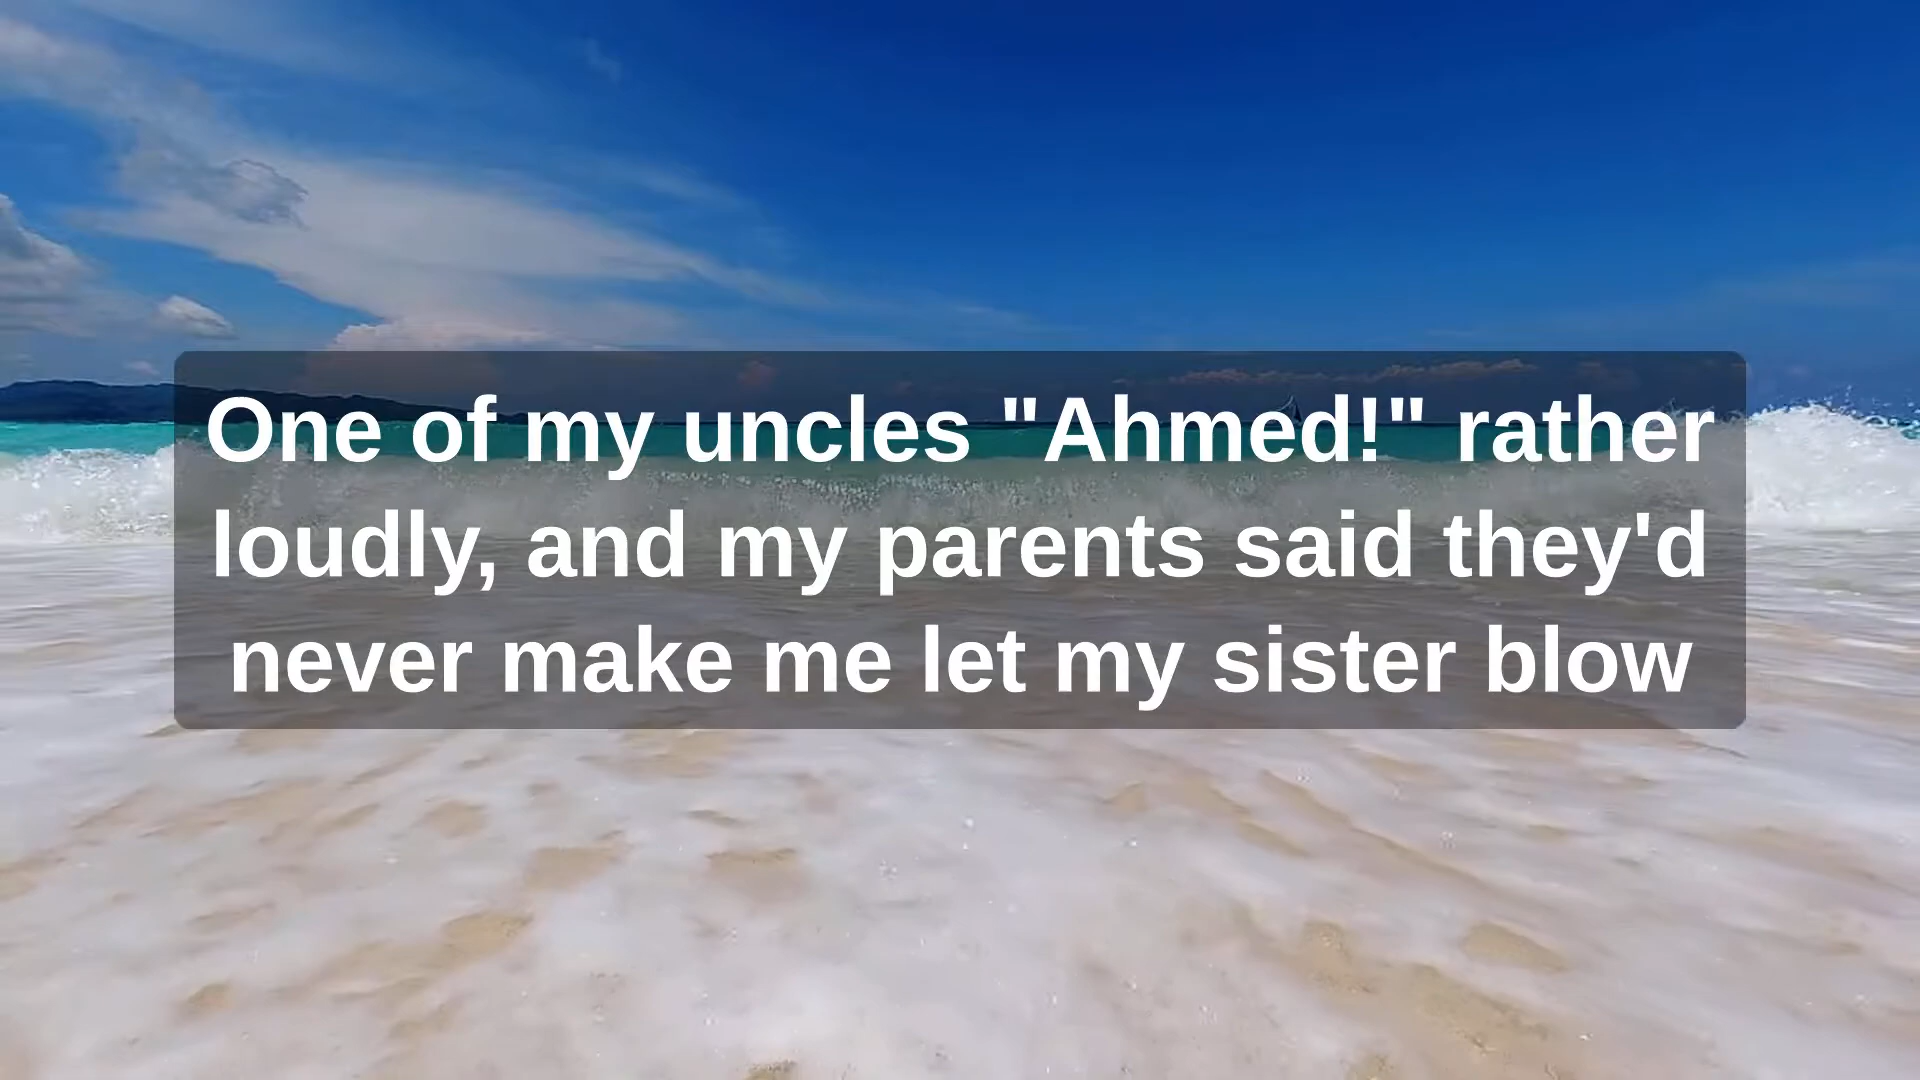 One of my uncles "Ahmed!" rather
loudly, and my parents said they'd
never make me let my sister blow